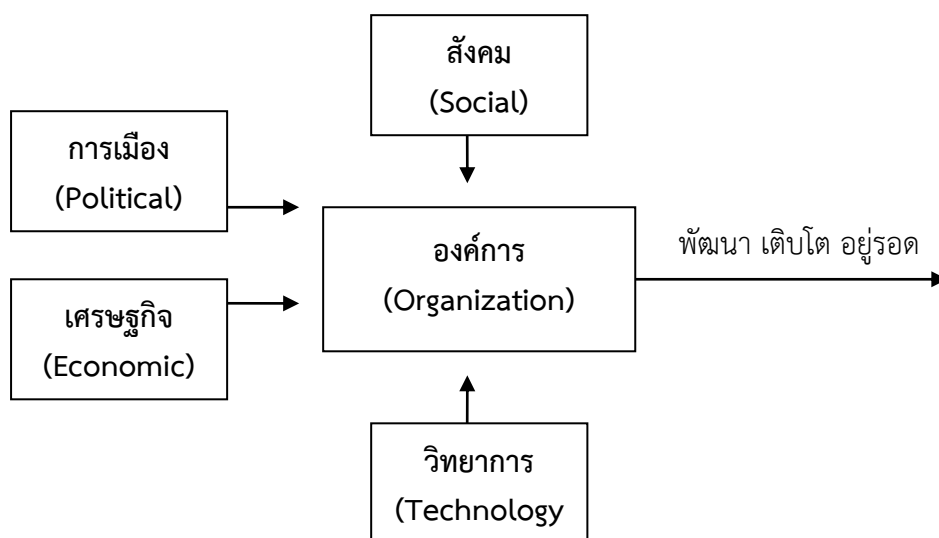 สังคม
(Social)
การเมือง
(Political)
องค์การ
(Organization)
พัฒนา เติบโต อยู่รอด
เศรษฐกิจ
(Economic)
วิทยาการ
(Technology